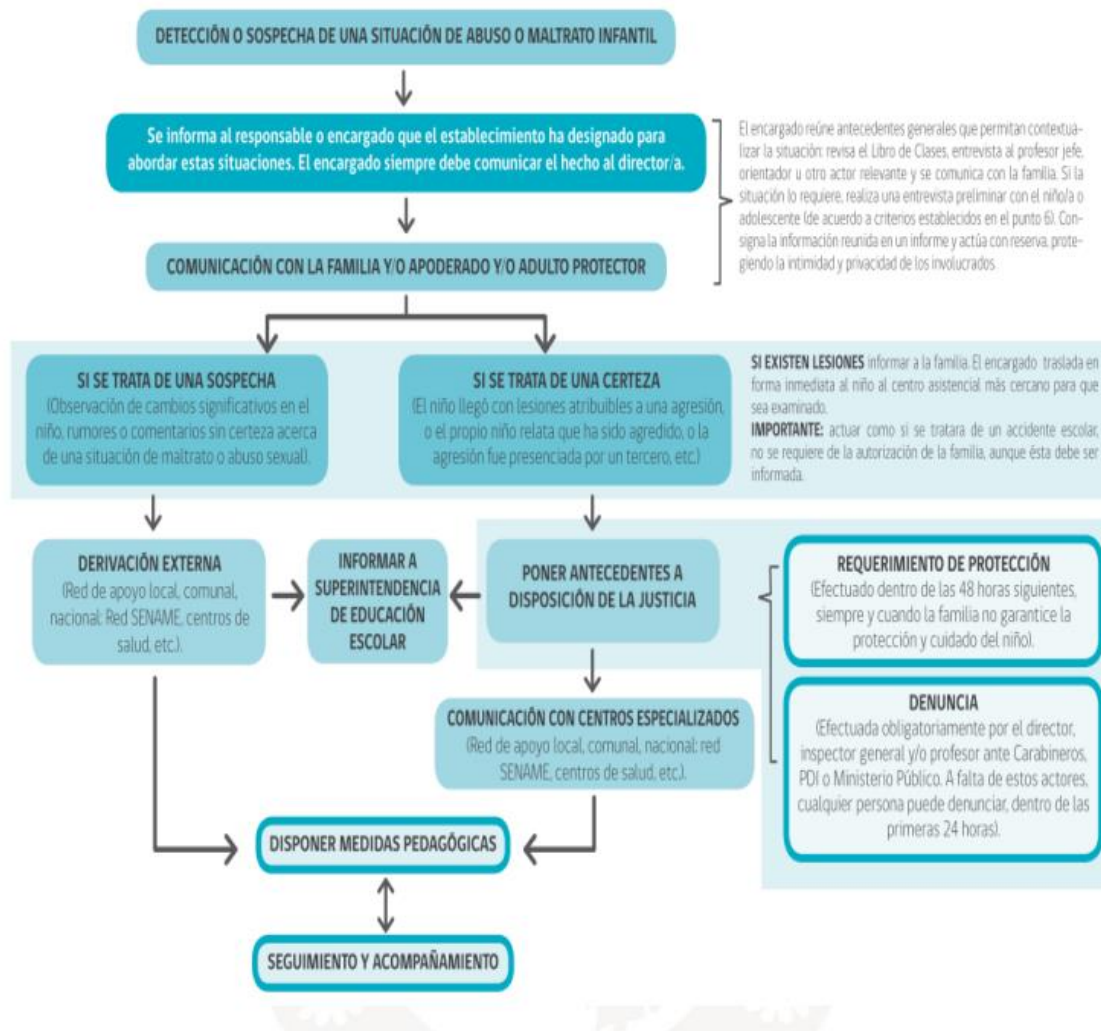 DETECCIÓN O SOSPECHA DE UNA SITUACIÓN DE ABUSO O MALTRATO INFANTIL
Se informa al responsable o encargado que el establecimiento ha designado para
abordar estas situaciones. El encargado siempre debe comunicar el hecho al director/a.
El encargado reúne antecedentes generales que permitan contextua-
lizar la situación: revisa el Libro de Clases, entrevista al profesor jefe,
orientador u otro actor relevante y se comunica con la familia. Si la
situación lo requiere, realiza una entrevista preliminar con el niño/a o
adolescente (de acuerdo a criterios establecidos en el punto 6). Con-
signa la información reunida en un informe y actúa con reserva, prote-
giendo la intimidad y privacidad de los involucrados.
COMUNICACIÓN CON LA FAMILIA Y/O APODERADO Y/O ADULTO PROTECTOR
SI SE TRATA DE UNA SOSPECHA
(Observación de cambios significativos en el
niño, rumores o comentarios sin certeza acerca
de una situación de maltrato o abuso sexual).
SI SE TRATA DE UNA CERTEZA
(El niño llegó con lesiones atribuibles a una agresión,
o el propio niño relata que ha sido agredido, o la
agresión fue presenciada por un tercero, etc.)
SI EXISTEN LESIONES informar a la familia. El encargado traslada en
forma inmediata al niño al centro asistencial más cercano para que
sea examinado.
IMPORTANTE: actuar como si se tratara de un accidente escolar,
no se requiere de la autorización de la familia, aunque ésta debe ser
informada.
DERIVACIÓN EXTERNA
(Red de apoyo local, comunal,
nacional: Red SENAME, centros de
salud, etc.).
INFORMAR A
SUPERINTENDENCIA
DE EDUCACIÓN
ESCOLAR
PONER ANTECEDENTES A
DISPOSICIÓN DE LA JUSTICIA
REQUERIMIENTO DE PROTECCIÓN
(Efectuado dentro de las 48 horas siguientes,
siempre y cuando la familia no garantice la
protección y cuidado del niño).
DENUNCIA
(Efectuada obligatoriamente por el director,
inspector general y/o profesor ante Carabineros,
PDI o Ministerio Público. A falta de estos actores,
cualquier persona puede denunciar, dentro de las
primeras 24 horas).
COMUNICACIÓN CON CENTROS ESPECIALIZADOS
(Red de apoyo local, comunal, nacional: red
SENAME, centros de salud, etc.).
DISPONER MEDIDAS PEDAGÓGICAS
SEGUIMIENTO Y ACOMPAÑAMIENTO